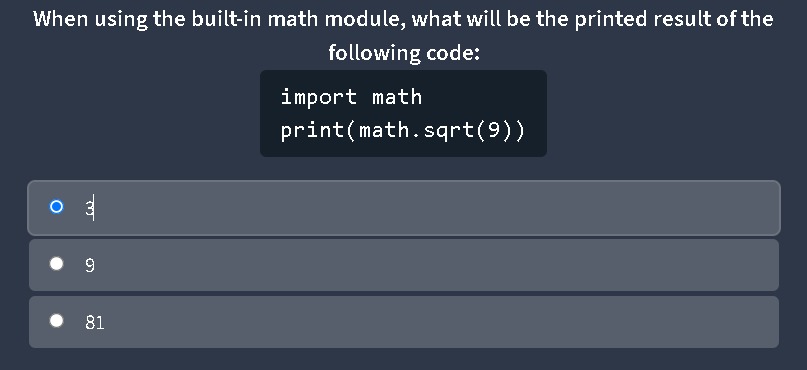 When using the built-in math module, what will be the printed result of the
following code:
import math
print(math.sqrt(9))
3
9
81